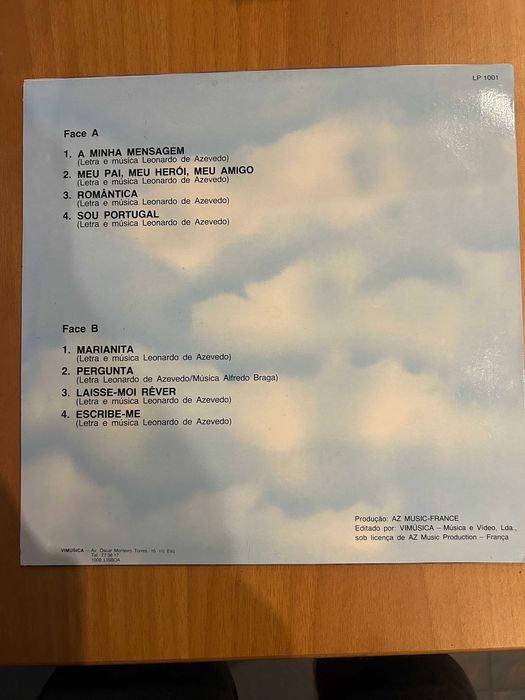 LP 1001
Face A
1. A MINHA MENSAGEM
(Letra e música Leonardo de Azevedo)
2. MEU PAI, MEU HERÓI, MEU AMIGO
(Letra e música Leonardo de Azevedo)
3. ROMÂNTICA
(Letra e música Leonardo de Azevedo)
4. SOU PORTUGAL
(Letra e música Leonardo de Azevedo)
Face B
1. MARIANITA
(Letra e música Leonardo de Azevedo)
2. PERGUNTA
(Letra Leonardo de Azevedo/Música Alfredo Braga)
3. LAISSE-MOI RÊVER
(Letra e música Leonardo de Azevedo)
4. ESCRIBE-ME
(Letra e música Leonardo de Azevedo)
Produção: AZ MUSIC-FRANCE
Editado por: VIMÚSICA – Música e Vídeo, Lda.,
sob licença de AZ Music Production – França
VIMÚSICA – Av. Óscar Monteiro Torres, 16
Tel.
1000 LISBOA